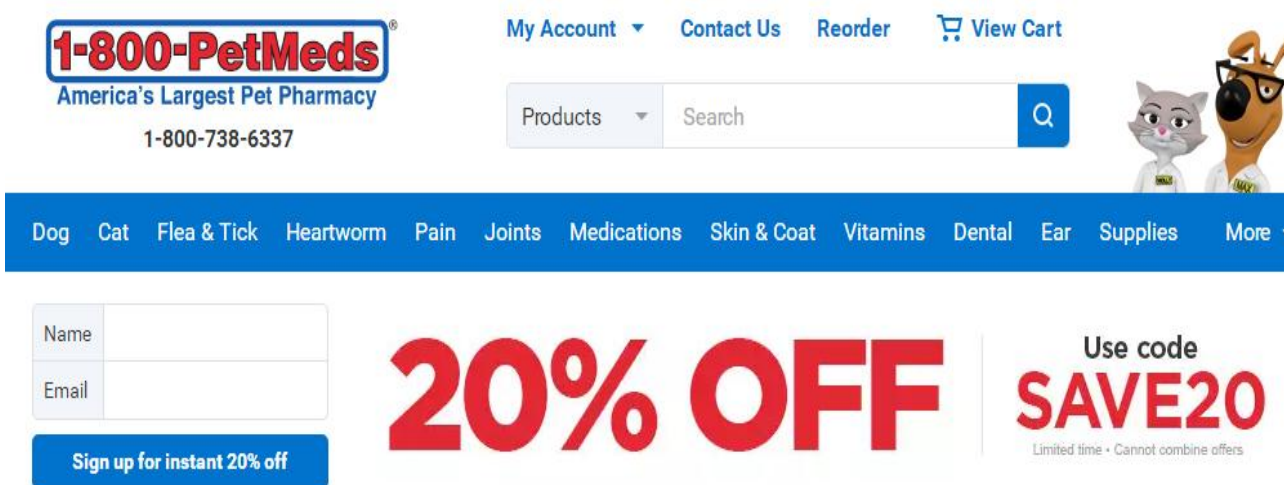 1-800-PetMeds®
America's Largest Pet Pharmacy
1-800-738-6337
My Account Contact Us Reorder View Cart
Products Search
MAX
Dog Cat Flea & Tick Heartworm Pain Joints Medications Skin & Coat Vitamins Dental Ear Supplies More
Name
Email
Sign up for instant 20% off
20% OFF
Use code
SAVE20
Limited time • Cannot combine offers